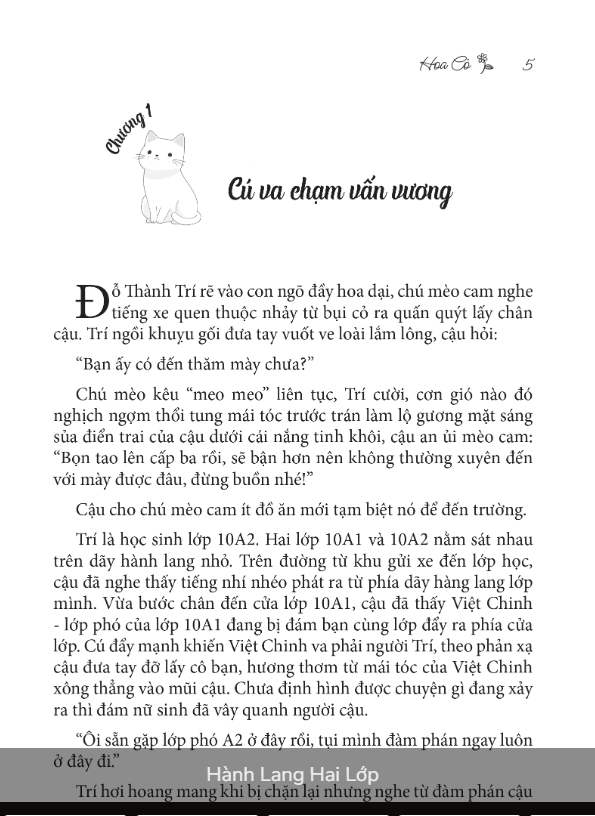 Hoa Cô 5
Chương 1
Cú va chạm vấn vương
Đỗ Thành Trí rẽ vào con ngõ đầy hoa dại, chú mèo cam nghe
tiếng xe quen thuộc nhảy từ bụi cỏ ra quấn quýt lấy chân
cậu. Trí ngồi khuỵu gối đưa tay vuốt ve loài lắm lông, cậu hỏi:
“Bạn ấy có đến thăm mày chưa?”
Chú mèo kêu “meo meo” liên tục, Trí cười, cơn gió nào đó
nghịch ngợm thổi tung mái tóc trước trán làm lộ gương mặt sáng
sủa điển trai của cậu dưới cái nắng tinh khôi, cậu an ủi mèo cam:
“Bọn tao lên cấp ba rồi, sẽ bận hơn nên không thường xuyên đến
với mày được đâu, đừng buồn nhé!”
Cậu cho chú mèo cam ít đồ ăn mới tạm biệt nó để đến trường.
Trí là học sinh lớp 10A2. Hai lớp 10A1 và 10A2 nằm sát nhau
trên dãy hành lang nhỏ. Trên đường từ khu gửi xe đến lớp học,
cậu đã nghe thấy tiếng nhí nhéo phát ra từ phía dãy hàng lang lớp
mình. Vừa bước chân đến cửa lớp 10A1, cậu đã thấy Việt Chinh
- lớp phó của lớp 10A1 đang bị đám bạn cùng lớp đẩy ra phía cửa
lớp. Cú đẩy mạnh khiến Việt Chinh va phải người Trí, theo phản xạ
cậu đưa tay đỡ lấy cô bạn, hương thơm từ mái tóc của Việt Chinh
xông thẳng vào mũi cậu. Chưa định hình được chuyện gì đang xảy
ra thì đám nữ sinh đã vây quanh người cậu.
“Ôi sẵn gặp lớp phó A2 ở đây rồi, tụi mình đàm phán ngay luôn
ở đây đi.”
Hành Lang Hai Lớp
Trí hơi hoang mang khi bị chặn lại nhưng nghe từ đàm phán cậu